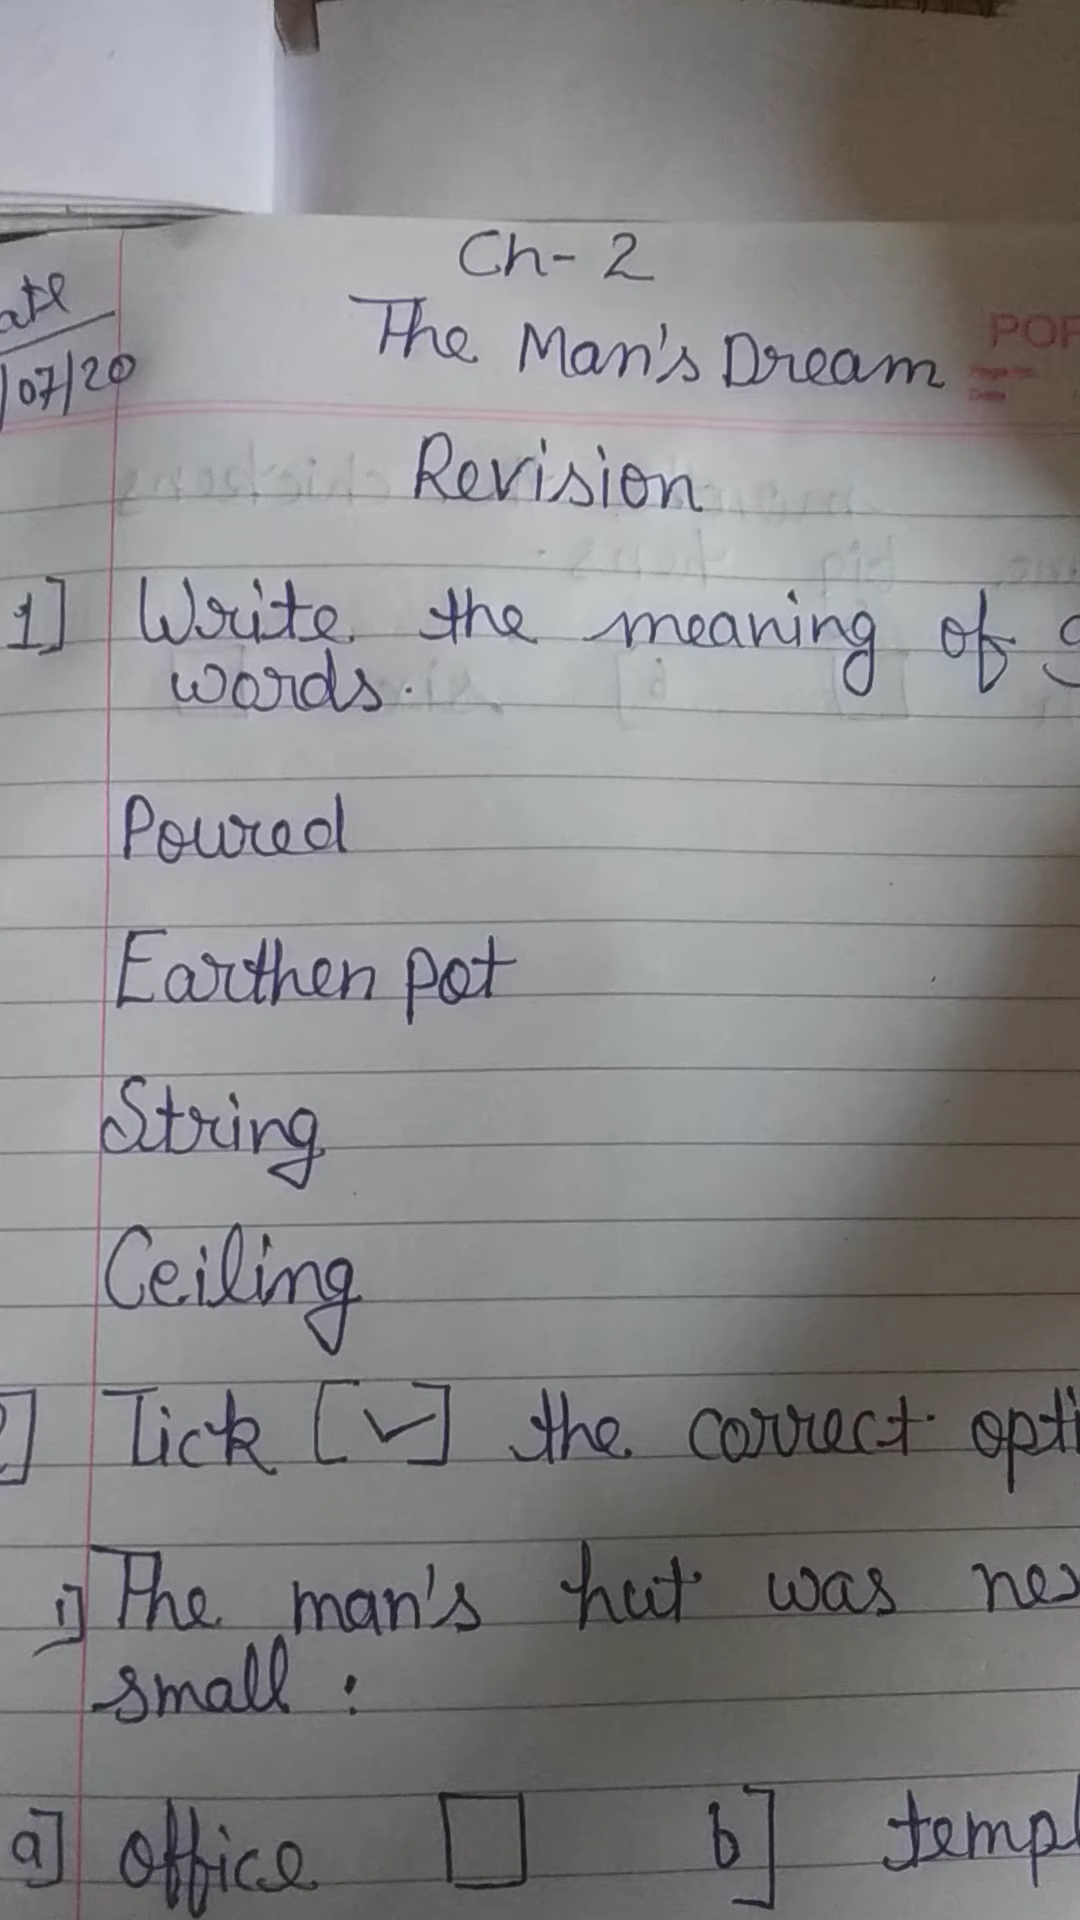 Ch- 2
The Man's Dream
/07/20
Revision
1] Write the meaning of
words.
Poured
Earthen pot
String
Ceiling
Tick [✓] the correct
i] The man's hut was
small :
a] office b]